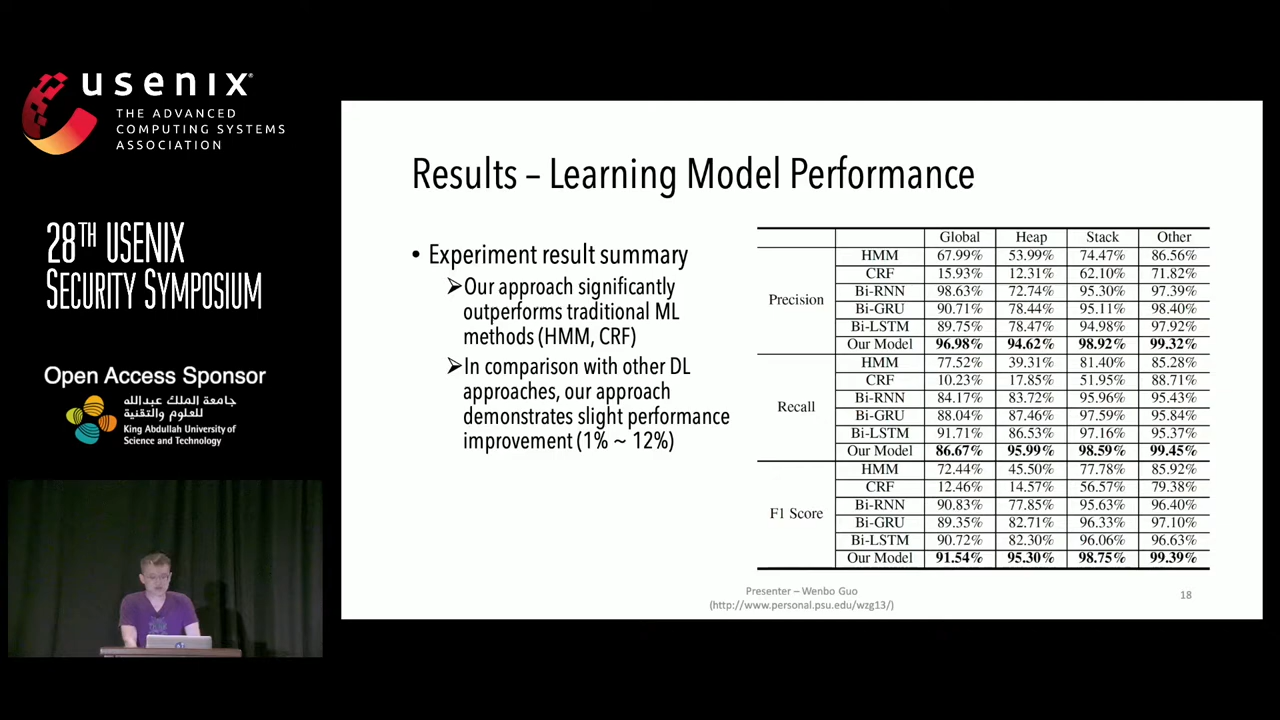 usenix
THE ADVANCED
COMPUTING SYSTEMS
ASSOCIATION
28TH USENIX
SECURITY SYMPOSIUM
Open Access Sponsor
جامعة الملك عبدالله
للعلوم والتقنية
King Abdullah University of
Science and Technology
Results – Learning Model Performance
• Experiment result summary
➢Our approach significantly
outperforms traditional ML
methods (HMM, CRF)
➢In comparison with other DL
approaches, our approach
demonstrates slight performance
improvement (1% ~ 12%)
Global Heap Stack Other
Precision
HMM 67.99% 53.99% 74.47% 86.56%
CRF 15.93% 12.31% 62.10% 71.82%
Bi-RNN 98.63% 72.74% 95.30% 97.39%
Bi-GRU 90.71% 78.44% 95.11% 98.40%
Bi-LSTM 89.75% 78.47% 94.98% 97.92%
Our Model 96.98% 94.62% 98.92% 99.32%
Recall
HMM 77.52% 39.31% 81.40% 85.28%
CRF 10.23% 17.85% 51.95% 88.71%
Bi-RNN 84.17% 83.72% 95.96% 95.43%
Bi-GRU 88.04% 87.46% 97.59% 95.84%
Bi-LSTM 91.71% 86.53% 97.16% 95.37%
Our Model 86.67% 95.99% 98.59% 99.45%
F1 Score
HMM 72.44% 45.50% 77.78% 85.92%
CRF 12.46% 14.57% 56.57% 79.38%
Bi-RNN 90.83% 77.85% 95.63% 96.40%
Bi-GRU 89.35% 82.71% 96.33% 97.10%
Bi-LSTM 90.72% 82.30% 96.06% 96.63%
Our Model 91.54% 95.30% 98.75% 99.39%
Presenter – Wenbo Guo
(http://www.personal.psu.edu/wzg13/)
18